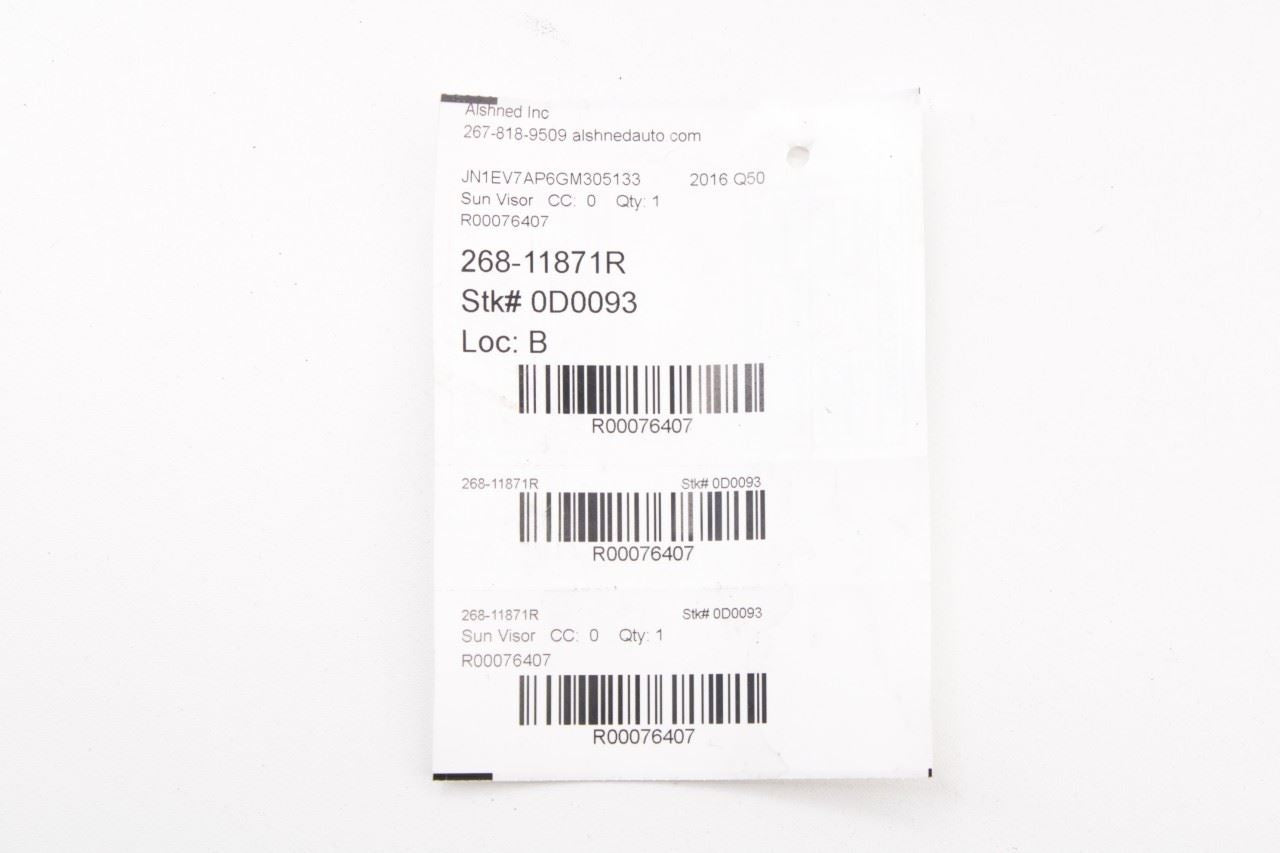 Alshned Inc
267-818-9509 alshnedauto com
JN1EV7AP6GM305133 2016 Q50
Sun Visor CC: 0 Qty: 1
R00076407
268-11871R
Stk# 0D0093
Loc: B
R00076407
268-11871R Stk# 0D0093
R00076407
268-11871R Stk# 0D0093
Sun Visor CC: 0 Qty: 1
R00076407
R00076407